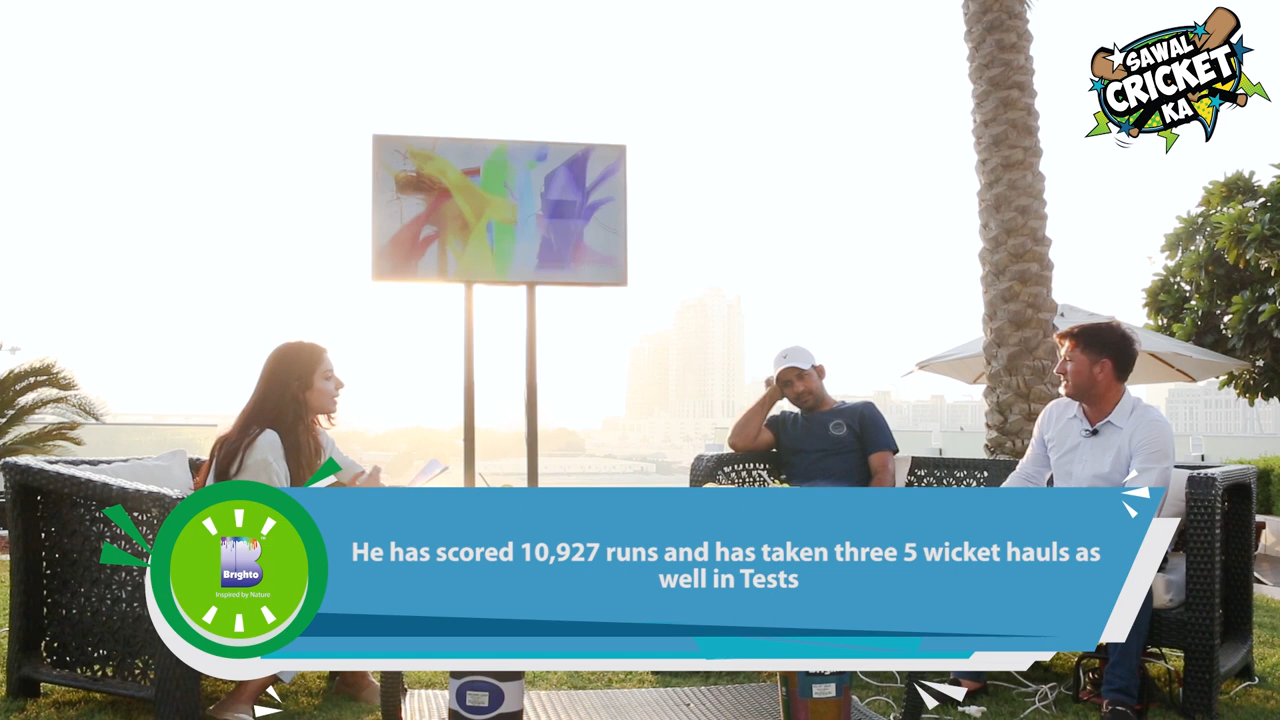 SAWAL
CRICKET
KA
He has scored 10,927 runs and has taken three 5 wicket hauls as
well in Tests
B
Brighto
Inspired by Nature